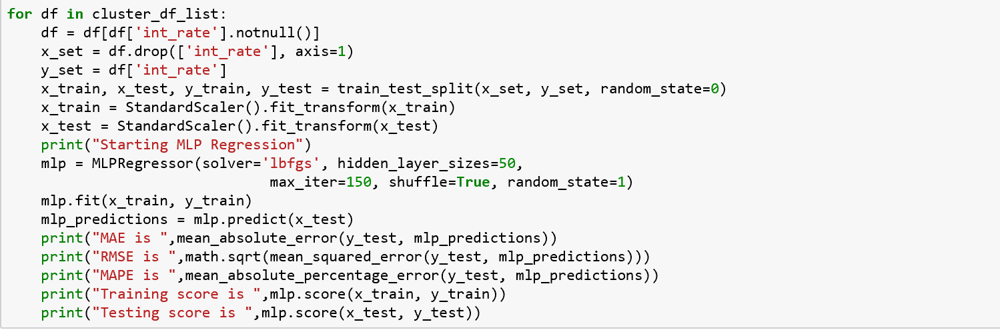 for df in cluster_df_list:
    df = df[df['int_rate'].notnull()]
    x_set = df.drop(['int_rate'], axis=1)
    y_set = df['int_rate']
    x_train, x_test, y_train, y_test = train_test_split(x_set, y_set, random_state=0)
    x_train = StandardScaler().fit_transform(x_train)
    x_test = StandardScaler().fit_transform(x_test)
    print("Starting MLP Regression")
    mlp = MLPRegressor(solver='lbfgs', hidden_layer_sizes=50,
                               max_iter=150, shuffle=True, random_state=1)
    mlp.fit(x_train, y_train)
    mlp_predictions = mlp.predict(x_test)
    print("MAE is ",mean_absolute_error(y_test, mlp_predictions))
    print("RMSE is ",math.sqrt(mean_squared_error(y_test, mlp_predictions)))
    print("MAPE is ",mean_absolute_percentage_error(y_test, mlp_predictions))
    print("Training score is ",mlp.score(x_train, y_train))
    print("Testing score is ",mlp.score(x_test, y_test))